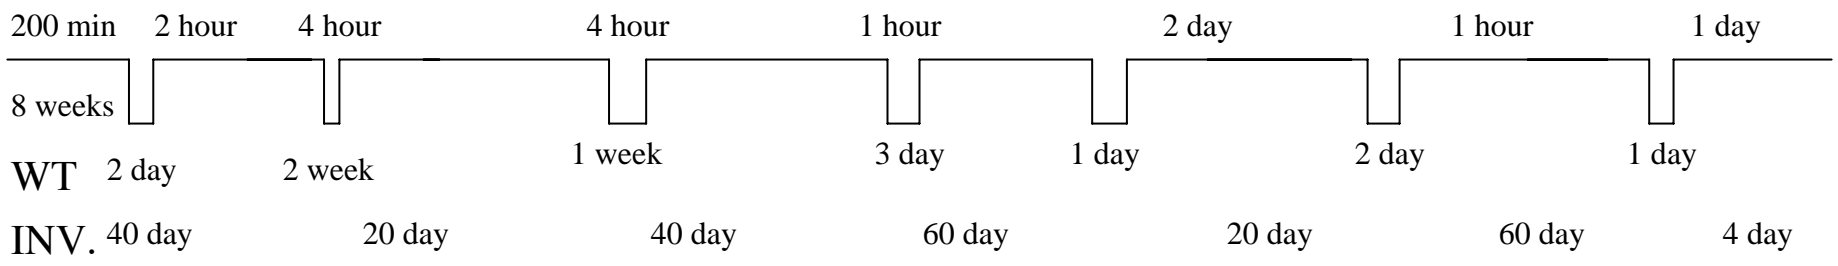 200 min 2 hour 4 hour 4 hour 1 hour 2 day 1 hour 1 day
8 weeks
WT 2 day 2 week 1 week 3 day 1 day 2 day 1 day
INV. 40 day 20 day 40 day 60 day 20 day 60 day 4 day